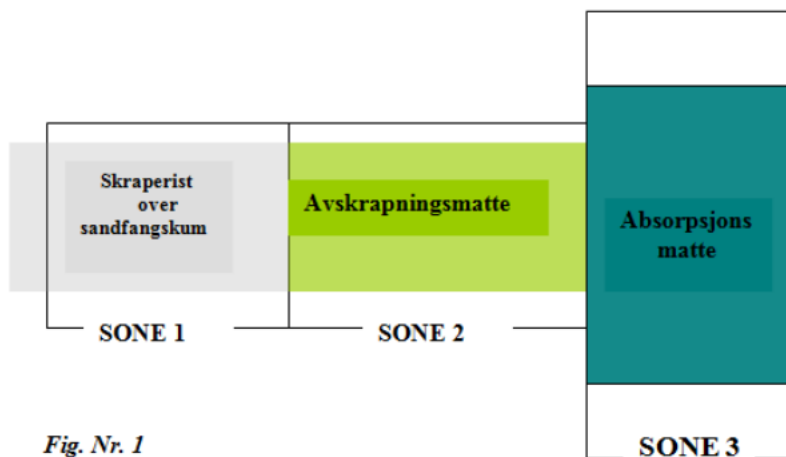 Skraperist
over
sandfangskum
Avskrapningsmatte
Absorpsjons
matte
SONE 1
SONE 2
SONE 3
Fig. Nr. 1